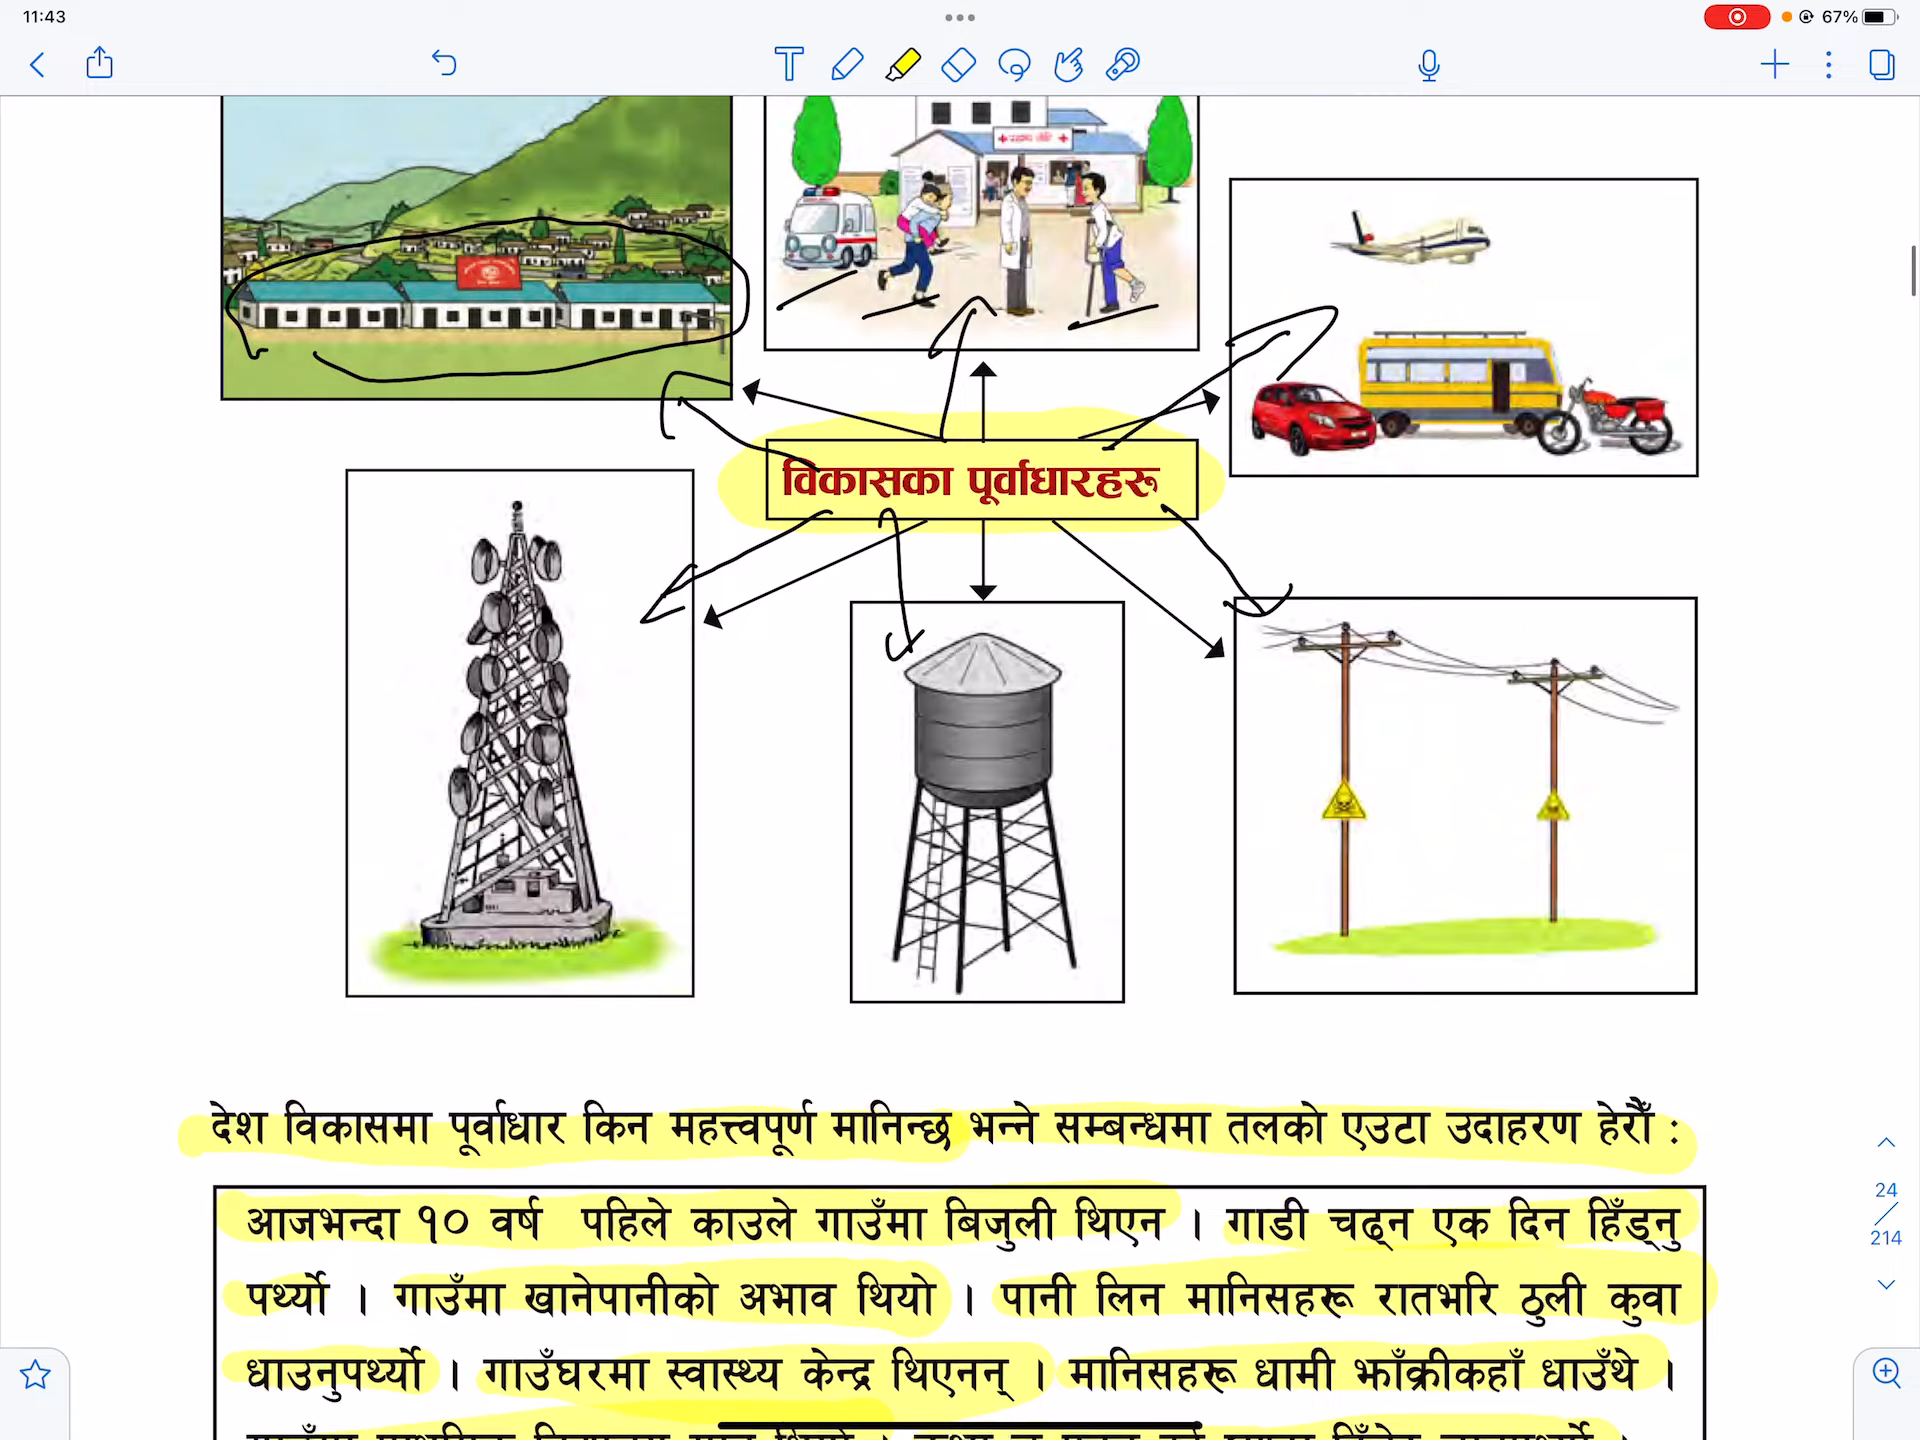 11:43
67%
विकासका पूर्वाधारहरू
देश विकासमा पूर्वाधार किन महत्त्वपूर्ण मानिन्छ भन्ने सम्बन्धमा तलको एउटा उदाहरण हेरौँ :
आजभन्दा १० वर्ष पहिले काउले गाउँमा बिजुली थिएन । गाडी चढ्न एक दिन हिँड्नु
पर्थ्यो । गाउँमा खानेपानीको अभाव थियो । पानी लिन मानिसहरू रातभरि ठुली कुवा
24
214
धाउनुपर्थ्यो । गाउँघरमा स्वास्थ्य केन्द्र थिएनन् । मानिसहरू धामी झाँक्रीकहाँ धाउँथे ।